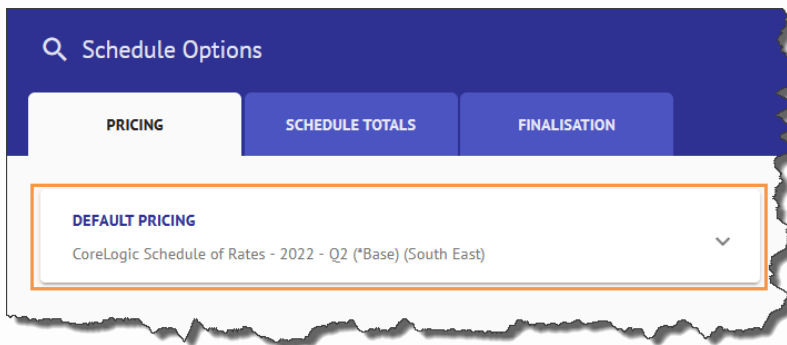 Schedule Options
PRICING SCHEDULE TOTALS FINALISATION
DEFAULT PRICING
CoreLogic Schedule of Rates - 2022 - Q2 (*Base) (South East)